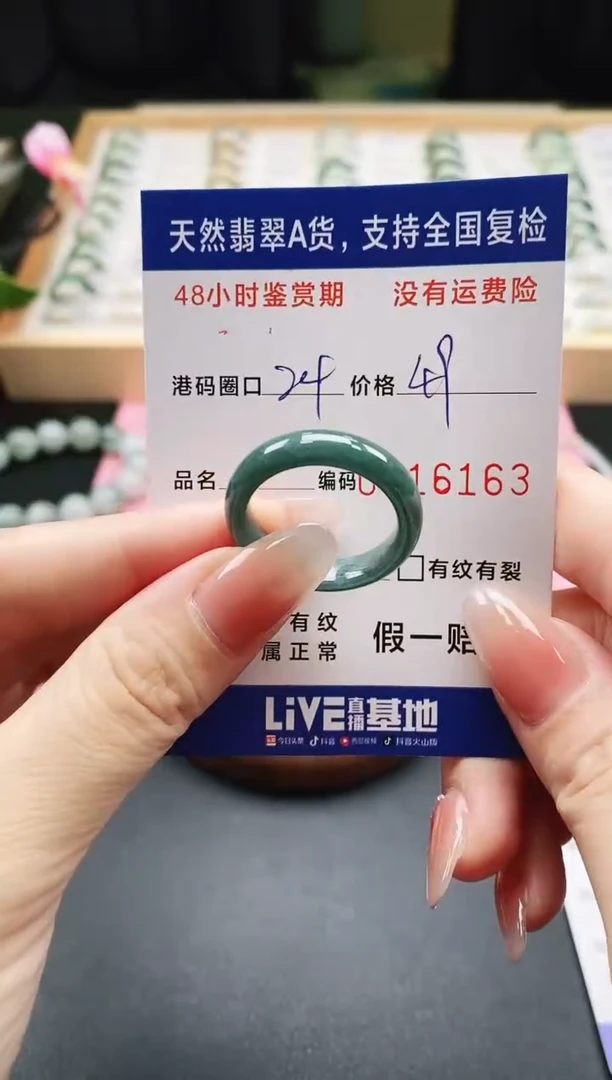 天然翡翠A货，支持全国复检
48小时鉴赏期 没有运费险
港码圈口 24 价格 49
品名 编码 16163
有纹有裂
有纹
属正常 假一赔
LiVE直播基地
今日头条 抖音 西瓜视频 抖音火山版